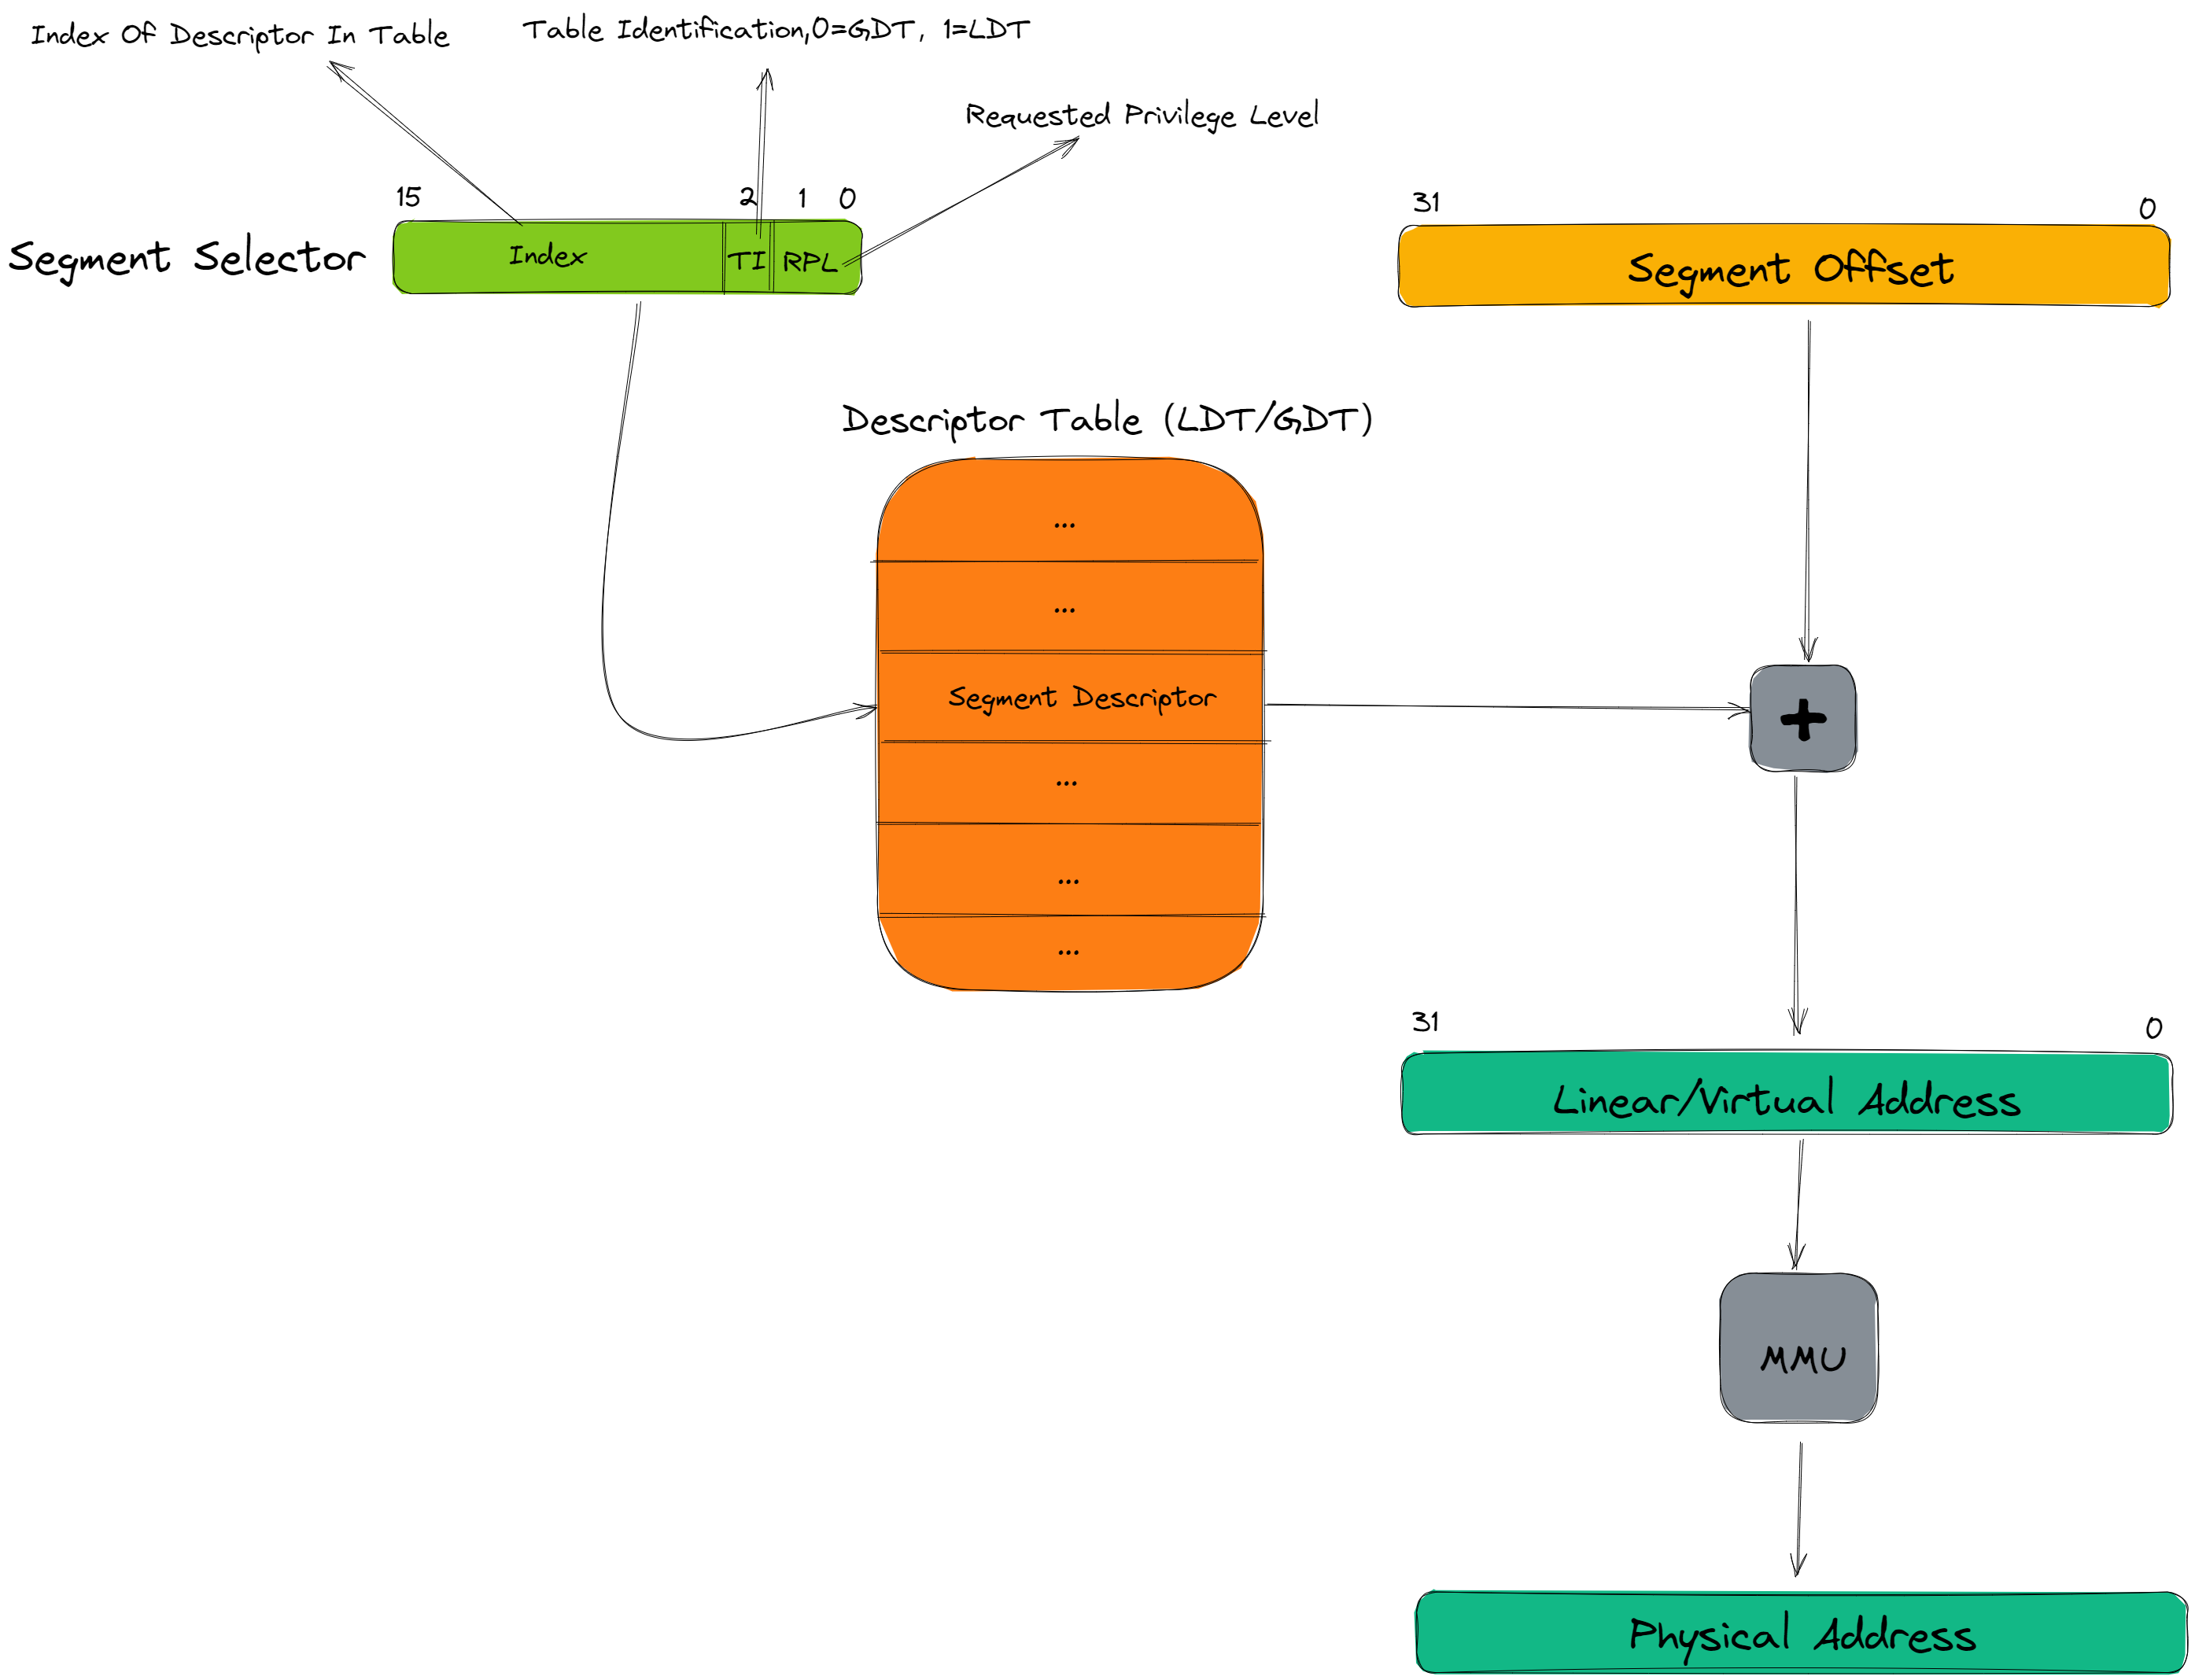 Index Of Descriptor In Table
Table Identification,0=GDT, 1=LDT
Requested Privilege Level
15
2
1
0
31
0
Segment Selector
Index
TI
RPL
Segment Offset
Descriptor Table (LDT/GDT)
...
...
Segment Descriptor
+
...
...
...
31
0
Linear/Virtual Address
MMU
Physical Address